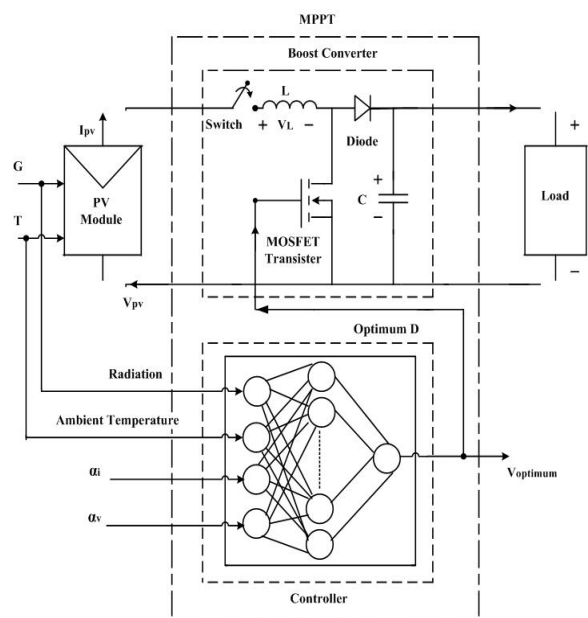 MPPT
Boost Converter
L
Switch
+ VL −
Diode
Ipv
G
T
PV
Module
MOSFET
Transister
C
+
−
+
Load
−
Vpv
Optimum D
Radiation
Ambient Temperature
αi
αv
Voptimum
Controller